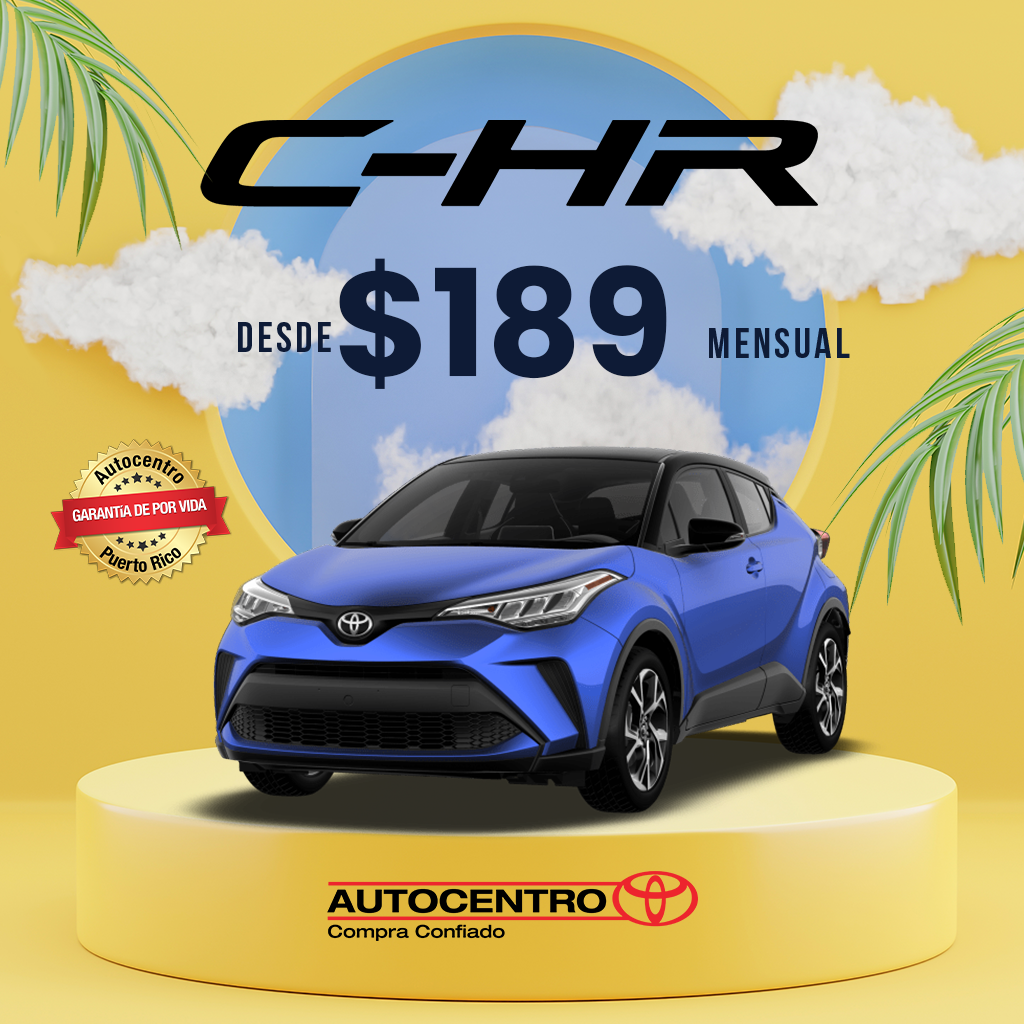 C-HR
DESDE $189 MENSUAL
Autocentro
GARANTíA DE POR VIDA
Puerto Rico
AUTOCENTRO
Compra Confiado